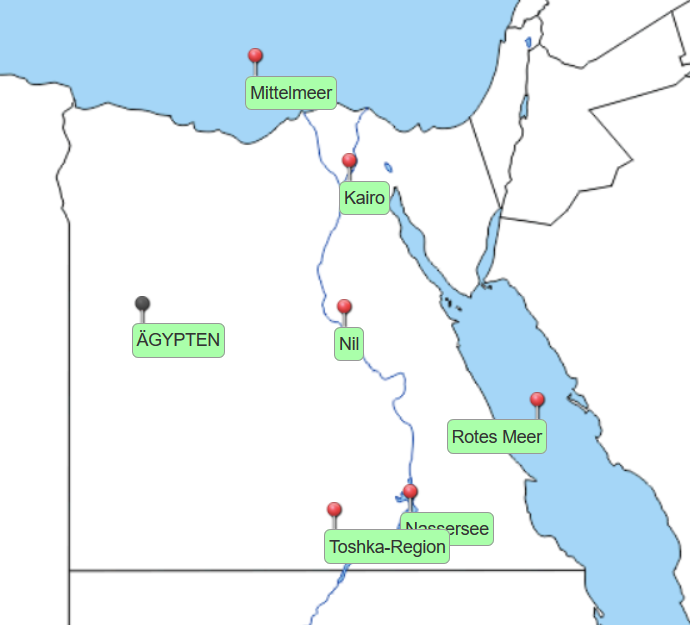 Mittelmeer
Kairo
ÄGYPTEN
Nil
Rotes Meer
Nassersee
Toshka-Region